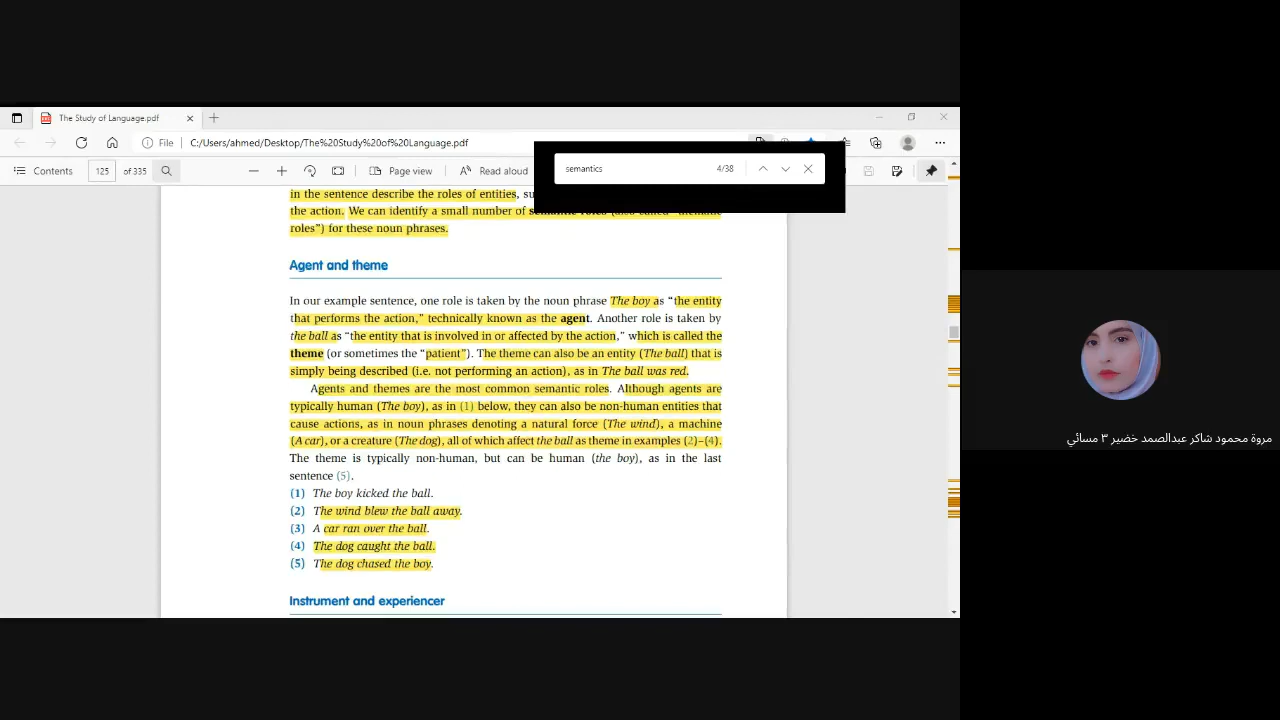 The Study of Language.pdf
File
C:/Users/ahmed/Desktop/The%20Study%20of%20Language.pdf
semantics
4/38
Contents
125
of 335
Page view
Read aloud
in the sentence describe the roles of entities, su
the action. We can identify a small number of semantic roles (also called “thematic
roles”) for these noun phrases.
Agent and theme
In our example sentence, one role is taken by the noun phrase The boy as “the entity
that performs the action,” technically known as the agent. Another role is taken by
the ball as “the entity that is involved in or affected by the action,” which is called the
theme (or sometimes the “patient”). The theme can also be an entity (The ball) that is
simply being described (i.e. not performing an action), as in The ball was red.
Agents and themes are the most common semantic roles. Although agents are
typically human (The boy), as in (1) below, they can also be non-human entities that
cause actions, as in noun phrases denoting a natural force (The wind), a machine
(A car), or a creature (The dog), all of which affect the ball as theme in examples (2)–(4).
The theme is typically non-human, but can be human (the boy), as in the last
sentence (5).
(1) The boy kicked the ball.
(2) The wind blew the ball away.
(3) A car ran over the ball.
(4) The dog caught the ball.
(5) The dog chased the boy.
Instrument and experiencer
مروة محمود شاكر عبدالصمد خضير ٣ مسائي